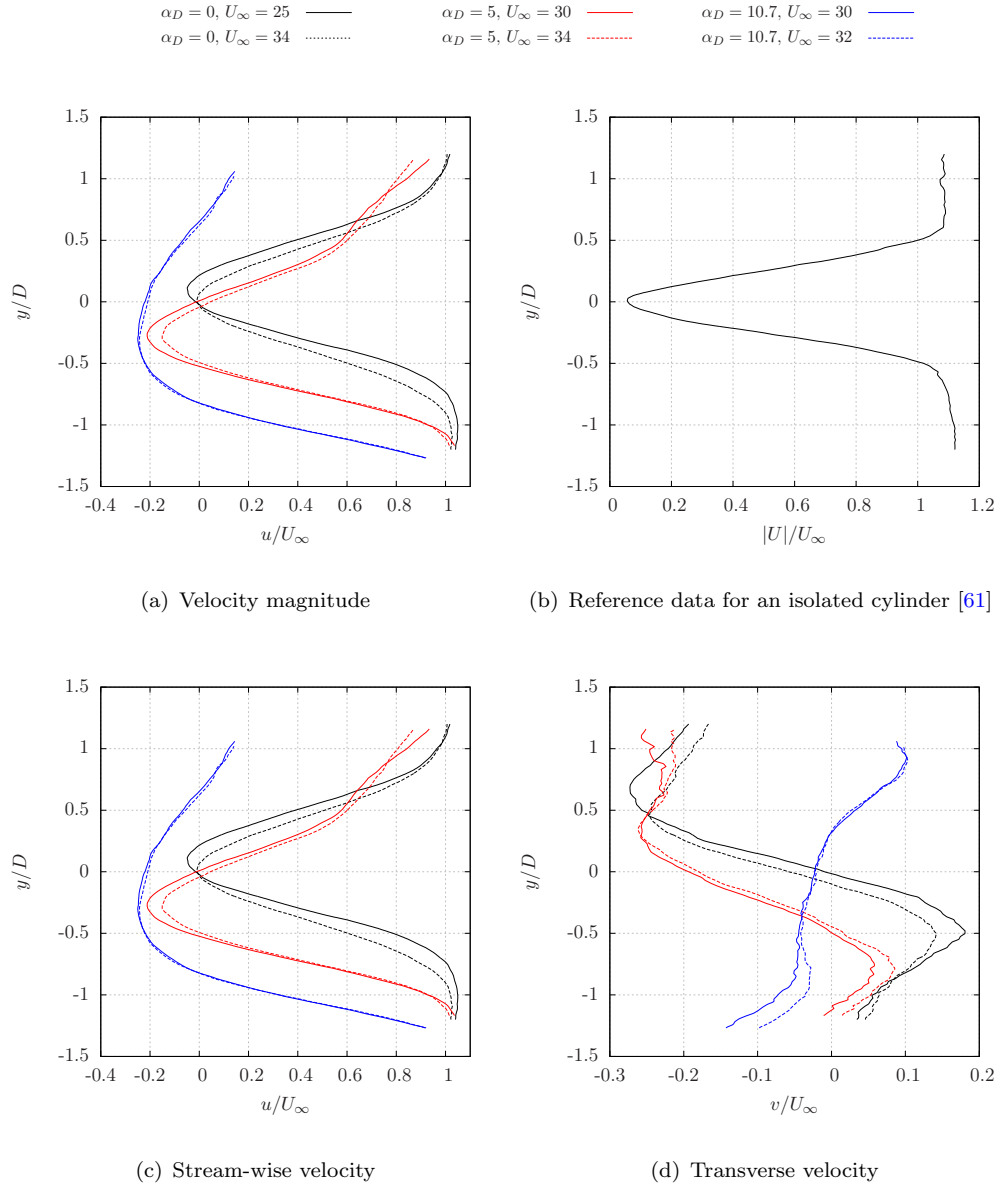 α_D = 0, U_∞ = 25 α_D = 5, U_∞ = 30 α_D = 10.7, U_∞ = 30
α_D = 0, U_∞ = 34 α_D = 5, U_∞ = 34 α_D = 10.7, U_∞ = 32
1.5 1 0.5 0 -0.5 -1 -1.5
y/D
-0.4 -0.2 0 0.2 0.4 0.6 0.8 1
u/U_∞
(a) Velocity magnitude
1.5 1 0.5 0 -0.5 -1 -1.5
y/D
0 0.2 0.4 0.6 0.8 1 1.2
|U|/U_∞
(b) Reference data for an isolated cylinder [61]
1.5 1 0.5 0 -0.5 -1 -1.5
y/D
-0.4 -0.2 0 0.2 0.4 0.6 0.8 1
u/U_∞
(c) Stream-wise velocity
1.5 1 0.5 0 -0.5 -1 -1.5
y/D
-0.3 -0.2 -0.1 0 0.1 0.2
v/U_∞
(d) Transverse velocity